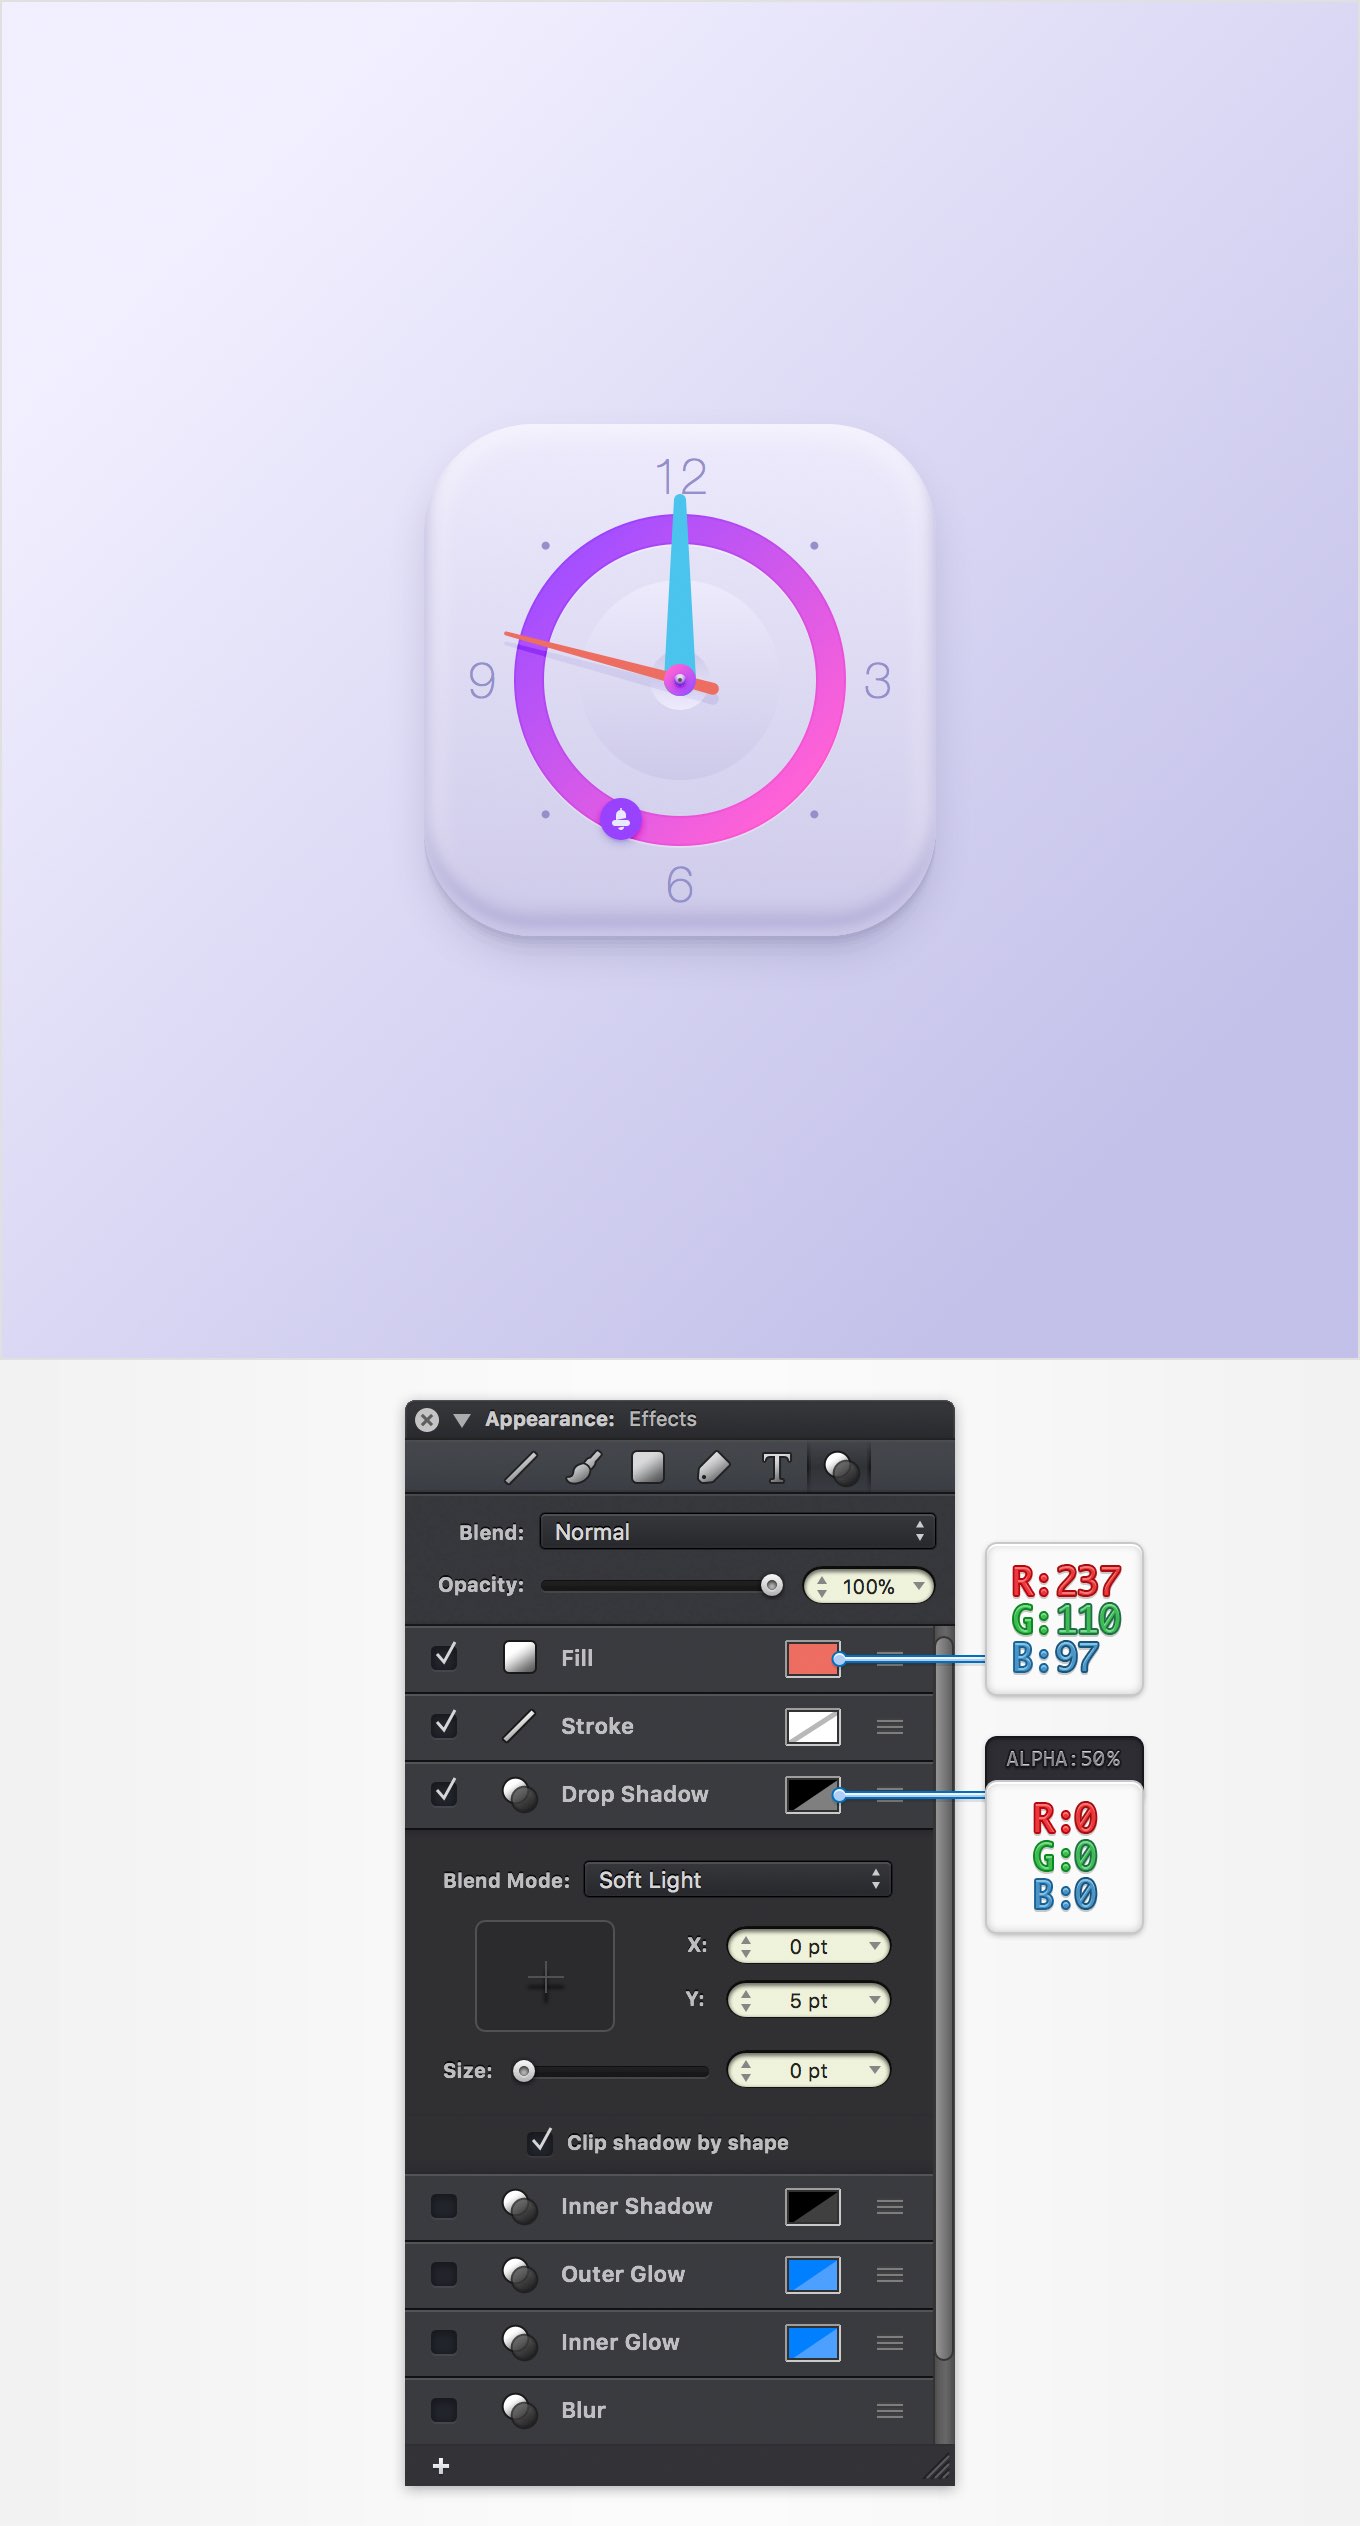 12
9
3
6
Appearance: Effects
T
Blend: Normal
Opacity: 100%
R:237
G:110
B:97
Fill
Stroke
ALPHA:50%
Drop Shadow
R:0
G:0
B:0
Blend Mode: Soft Light
X: 0 pt
Y: 5 pt
Size: 0 pt
Clip shadow by shape
Inner Shadow
Outer Glow
Inner Glow
Blur